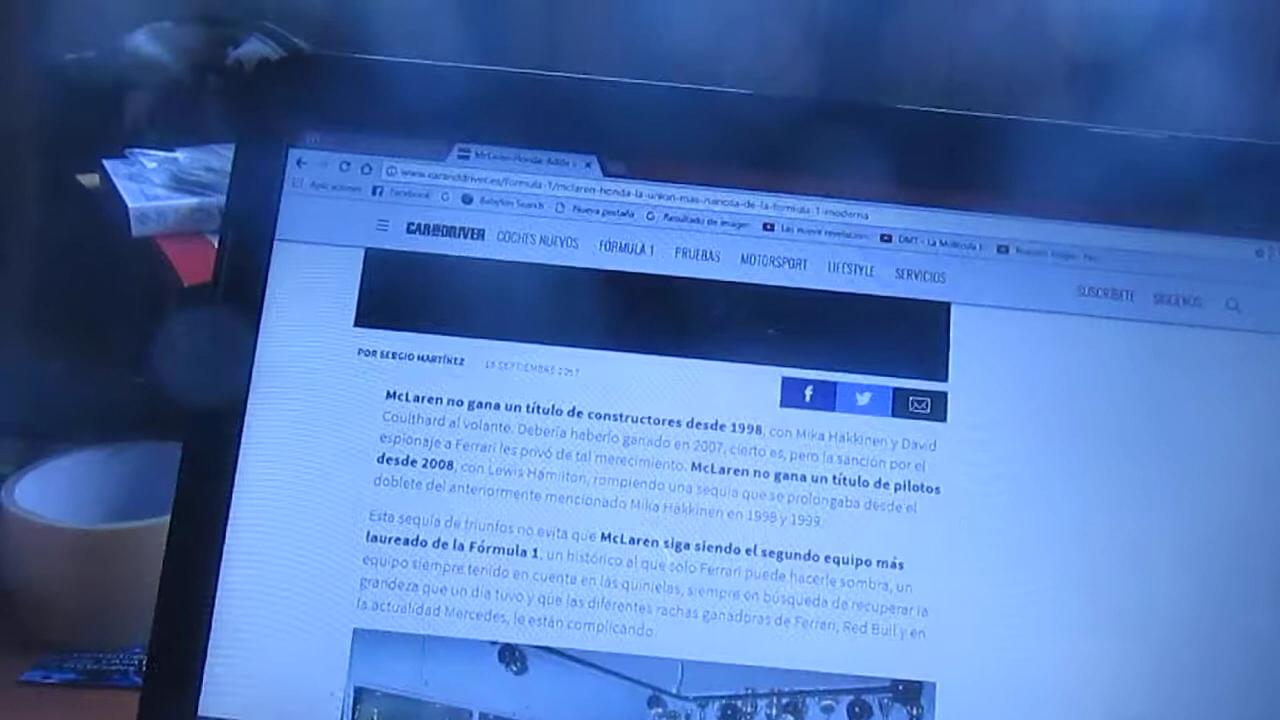 McLaren-Honda: Adiós
www.caranddriver.es/formula-1/mclaren-honda-la-union-mas-nanoda-de-la-formula-1-moderna
Aplicaciones Facebook G Babylon Search Nueva pestaña Resultado de imagen Las nueve revelacion DMT - La Molécula
CAR AND DRIVER COCHES NUEVOS FÓRMULA 1 PRUEBAS MOTORSPORT LIFESTYLE SERVICIOS SUSCRÍBETE SÍGUENOS
POR SERGIO MARTÍNEZ SEPTIEMBRE 2017
McLaren no gana un título de constructores desde 1998, con Mika Häkkinen y David
Coulthard al volante. Debería haberlo ganado en 2007, cierto es, pero la sanción por el
espionaje a Ferrari les privó de tal merecimiento. McLaren no gana un título de pilotos
desde 2008, con Lewis Hamilton, rompiendo una sequía que se prolongaba desde el
doblete del anteriormente mencionado Mika Häkkinen en 1998 y 1999.
Esta sequía de triunfos no evita que McLaren siga siendo el segundo equipo más
laureado de la Fórmula 1, un histórico al que solo Ferrari puede hacerle sombra, un
equipo siempre tenido en cuenta en las quinielas, siempre en búsqueda de recuperar la
grandeza que un día tuvo y que las diferentes rachas ganadoras de Ferrari, Red Bull y en
la actualidad Mercedes, le están complicando.